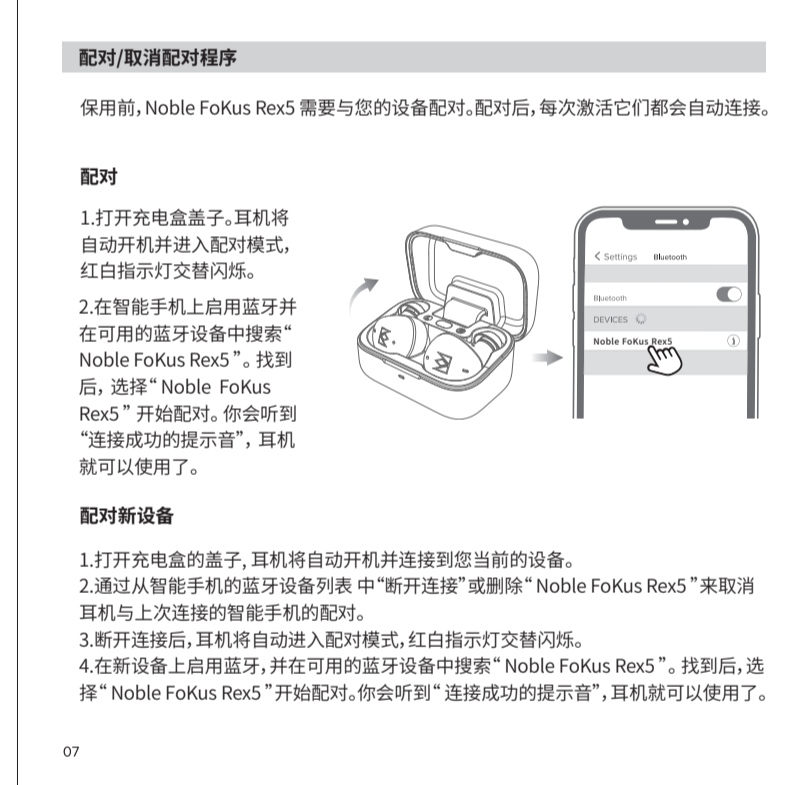 配对/取消配对程序
保用前，Noble FoKus Rex5 需要与您的设备配对。配对后，每次激活它们都会自动连接。
配对
1.打开充电盒盖子。耳机将
自动开机并进入配对模式，
红白指示灯交替闪烁。
2.在智能手机上启用蓝牙并
在可用的蓝牙设备中搜索“
Noble FoKus Rex5 ”。找到
后，选择“ Noble FoKus
Rex5 ” 开始配对。你会听到
“连接成功的提示音”，耳机
就可以使用了。
Settings Bluetooth
Bluetooth
DEVICES
Noble FoKus Rex5
配对新设备
1.打开充电盒的盖子, 耳机将自动开机并连接到您当前的设备。
2.通过从智能手机的蓝牙设备列表 中“断开连接”或删除“ Noble FoKus Rex5 ”来取消
耳机与上次连接的智能手机的配对。
3.断开连接后，耳机将自动进入配对模式，红白指示灯交替闪烁。
4.在新设备上启用蓝牙，并在可用的蓝牙设备中搜索“ Noble FoKus Rex5 ”。找到后，选
择“ Noble FoKus Rex5 ”开始配对。你会听到“ 连接成功的提示音”，耳机就可以使用了。
07